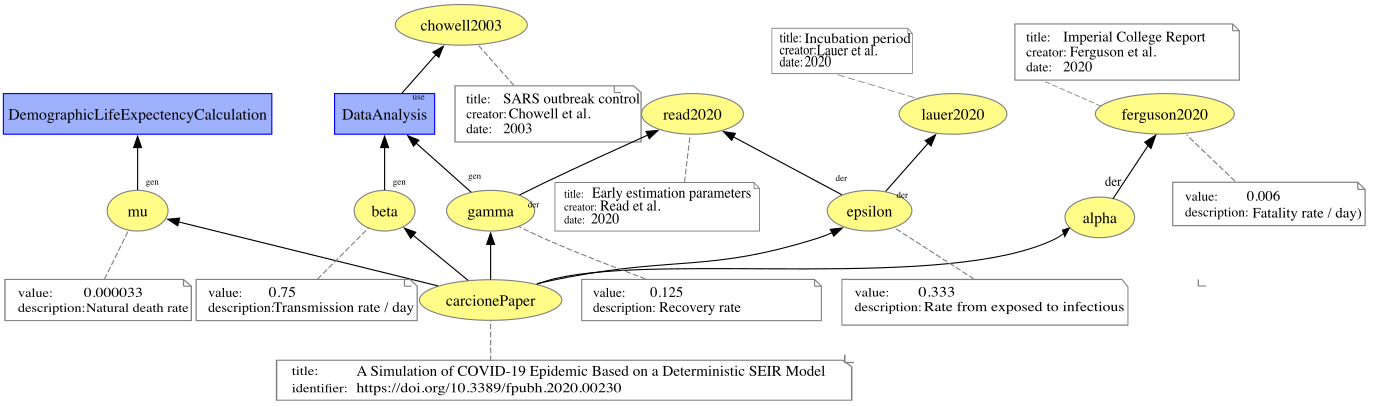 chowell2003
title: Incubation period
creator: Lauer et al.
date: 2020
title: Imperial College Report
creator: Ferguson et al.
date: 2020
DemographicLifeExpectencyCalculation
use
DataAnalysis
title: SARS outbreak control
creator: Chowell et al.
date: 2003
read2020
lauer2020
ferguson2020
gen
gen
gen
der
der
der
der
title: Early estimation parameters
creator: Read et al.
date: 2020
value: 0.006
description: Fatality rate / day)
mu
beta
gamma
epsilon
alpha
value: 0.000033
description: Natural death rate
value: 0.75
description: Transmission rate / day
carcionePaper
value: 0.125
description: Recovery rate
value: 0.333
description: Rate from exposed to infectious
title: A Simulation of COVID-19 Epidemic Based on a Deterministic SEIR Model
identifier: https://doi.org/10.3389/fpubh.2020.00230